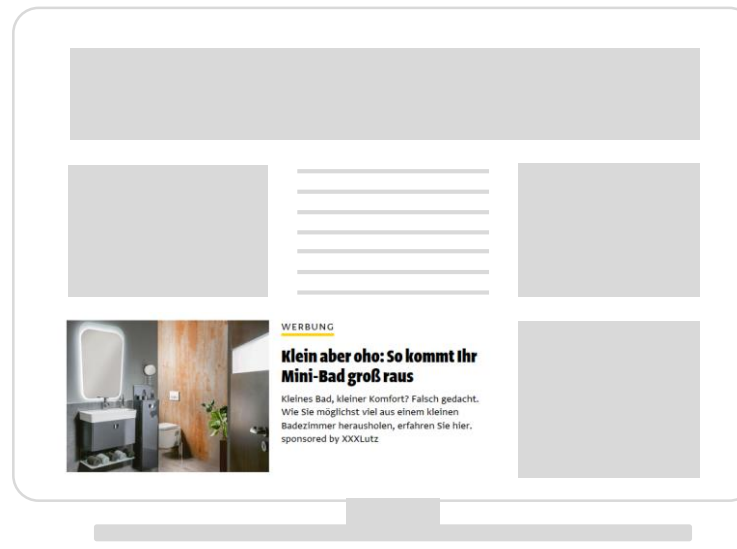 WERBUNG
Klein aber oho: So kommt Ihr
Mini-Bad groß raus
Kleines Bad, kleiner Komfort? Falsch gedacht.
Wie Sie möglichst viel aus einem kleinen
Badezimmer herausholen, erfahren Sie hier.
sponsored by XXXLutz